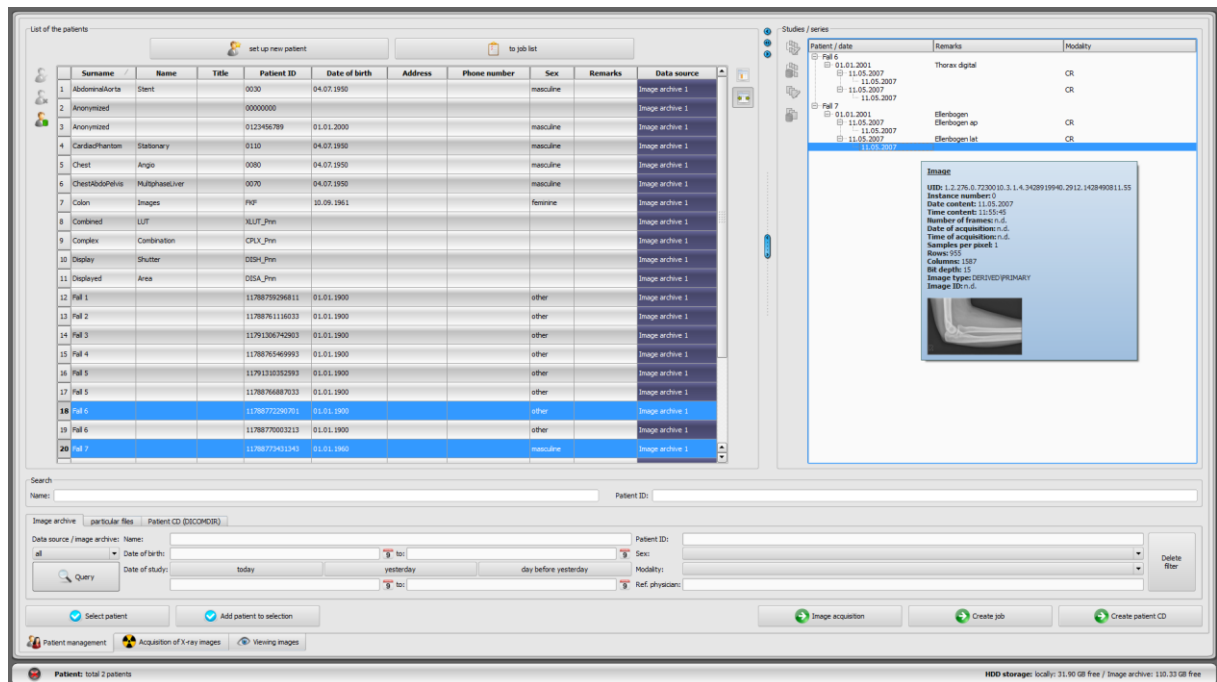 List of the patients
set up new patient
to job list
Surname Name Title Patient ID Date of birth Address Phone number Sex Remarks Data source
1 AbdominalAorta Stent 0030 04.07.1950 masculine Image archive 1
2 Anonymized 00000000 Image archive 1
3 Anonymized 0123456789 01.01.2000 masculine Image archive 1
4 CardiacPhantom Stationary 0110 04.07.1950 masculine Image archive 1
5 Chest Angio 0080 04.07.1950 masculine Image archive 1
6 ChestAbdoPelvis MultiphaseLiver 0070 04.07.1950 masculine Image archive 1
7 Colon Images 10.09.1961 feminine Image archive 1
8 Combined LUT XLUT_Pnn Image archive 1
9 Complex Combination CPLX_Pnn Image archive 1
10 Display Shutter DISH_Pnn Image archive 1
11 Displayed Area DISA_Pnn Image archive 1
12 Fall 1 11788759296811 01.01.1900 other Image archive 1
13 Fall 2 11788761116033 01.01.1900 other Image archive 1
14 Fall 3 11791306742903 01.01.1900 other Image archive 1
15 Fall 4 11788765469993 01.01.1900 other Image archive 1
16 Fall 5 11791310352593 01.01.1900 other Image archive 1
17 Fall 5 11788766887033 01.01.1900 other Image archive 1
18 Fall 6 11788772290701 01.01.1900 other Image archive 1
19 Fall 6 11788770003213 01.01.1900 other Image archive 1
20 Fall 7 11788773431343 01.01.1960 masculine Image archive 1
Studies / series
Patient / date Remarks Modality
Fall 6
01.01.2001 Thorax digital
11.05.2007 CR
11.05.2007
11.05.2007 CR
11.05.2007
Fall 7
01.01.2001 Ellenbogen
11.05.2007 Ellenbogen ap CR
11.05.2007
11.05.2007 Ellenbogen lat CR
11.05.2007
Image
UID: 1.2.276.0.7230010.3.1.4.3428919940.2912.1428490811.55
Instance number: 0
Date content: 11.05.2007
Time content: 11:55:45
Number of frames: n.d.
Date of acquisition: n.d.
Time of acquisition: n.d.
Samples per pixel: 1
Rows: 955
Columns: 1587
Bit depth: 15
Image type: DERIVED\PRIMARY
Image ID: n.d.
Search
Name: Patient ID:
Image archive particular files Patient CD (DICOMDIR)
Data source / image archive: Name: Patient ID:
all Date of birth: 9 to: 9 Sex:
Query Date of study: today yesterday day before yesterday Modality:
9 to: 9 Ref. physician:
Delete
filter
Select patient Add patient to selection Image acquisition Create job Create patient CD
Patient management Acquisition of X-ray images Viewing images
Patient: total 2 patients HDD storage: locally: 31.90 GB free / Image archive: 110.33 GB free